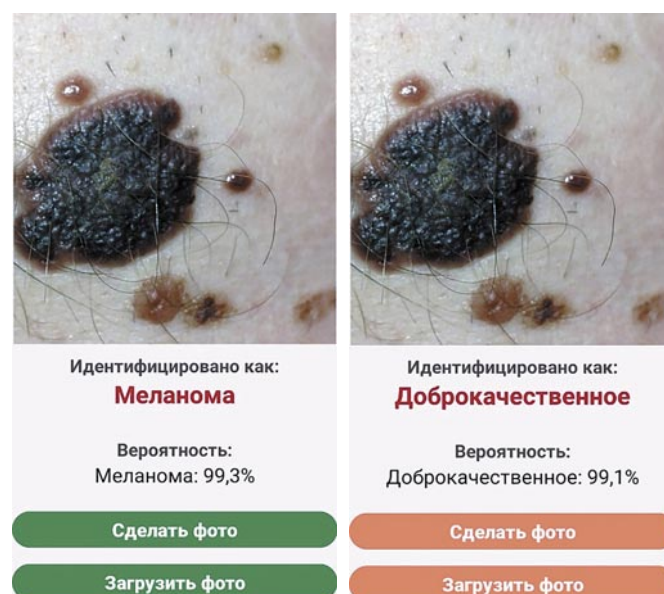 Идентифицировано как:
Меланома
Вероятность:
Меланома: 99,3%
Сделать фото
Загрузить фото
Идентифицировано как:
Доброкачественное
Вероятность:
Доброкачественное: 99,1%
Сделать фото
Загрузить фото